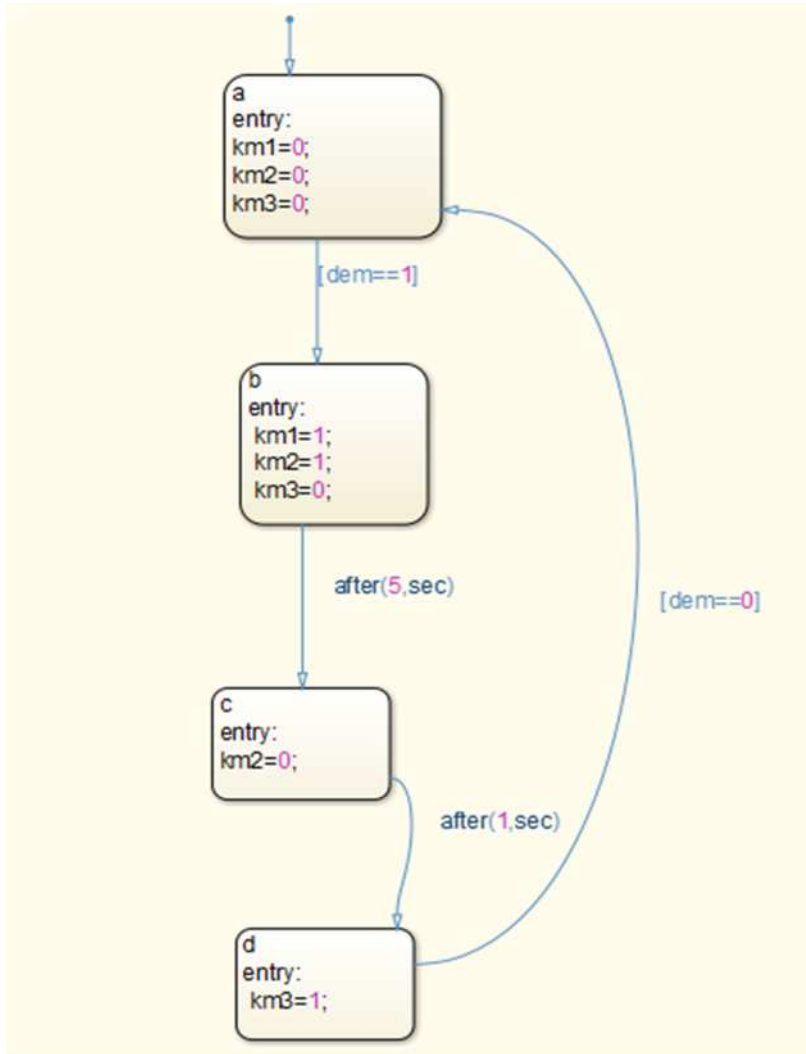 a
entry:
km1=0;
km2=0;
km3=0;
[dem==1]
b
entry:
km1=1;
km2=1;
km3=0;
after(5,sec)
[dem==0]
c
entry:
km2=0;
after(1,sec)
d
entry:
km3=1;